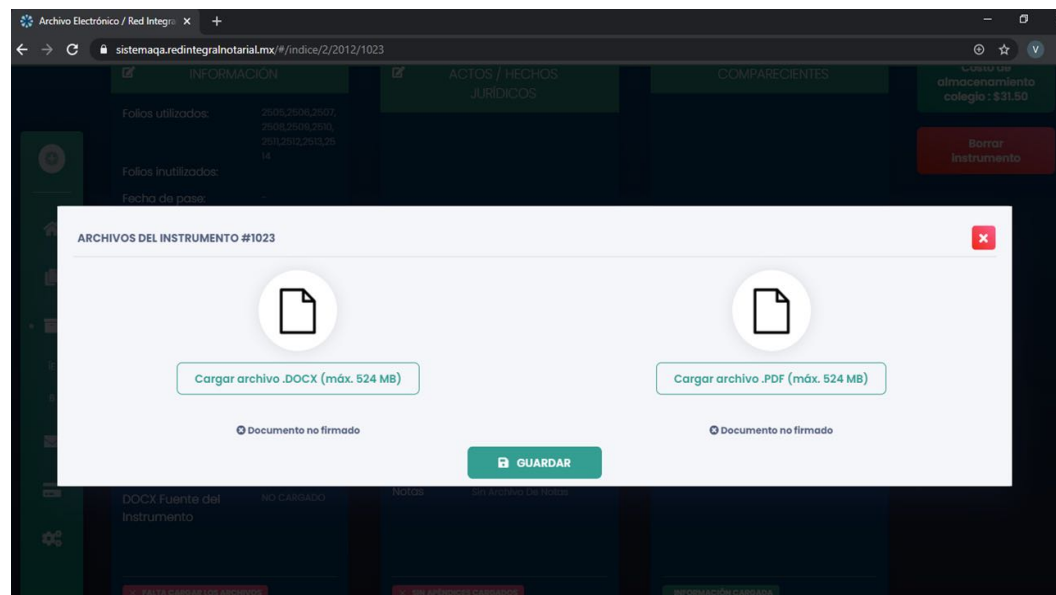 Archivo Electrónico / Red Integra
sistemaqa.redintegralnotarial.mx/#/indice/2/2012/1023
V
INFORMACIÓN
ACTOS / HECHOS
JURÍDICOS
COMPARECIENTES
Costo de
almacenamiento
colegio : $31.50
Folios utilizados:
2505,2506,2507,
2508,2509,2510,
2511,2512,2513,25
14
Borrar
instrumento
Folios inutilizados:
Fecha de pase:
ARCHIVOS DEL INSTRUMENTO #1023
Cargar archivo .DOCX (máx. 524 MB)
Cargar archivo .PDF (máx. 524 MB)
Documento no firmado
Documento no firmado
GUARDAR
DOCX Fuente del
Instrumento
NO CARGADO
Notas
Sin Archivo De Notas
FALTA CARGAR LOS ARCHIVOS
SIN APÉNDICES CARGADOS
INFORMACIÓN CARGADA